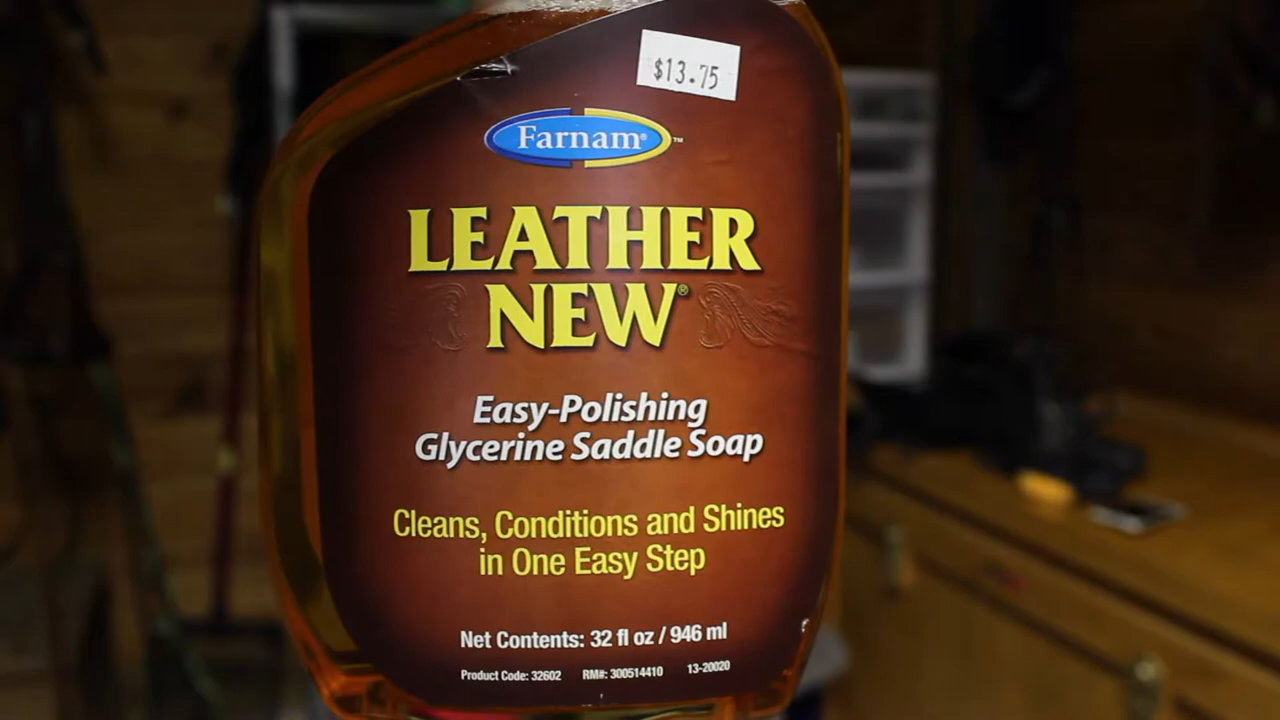 $13.75
Farnam®™
LEATHER
NEW®
Easy-Polishing
Glycerine Saddle Soap
Cleans, Conditions and Shines
in One Easy Step
Net Contents: 32 fl oz / 946 ml
Product Code: 32602 RM#: 300514410 13-20020